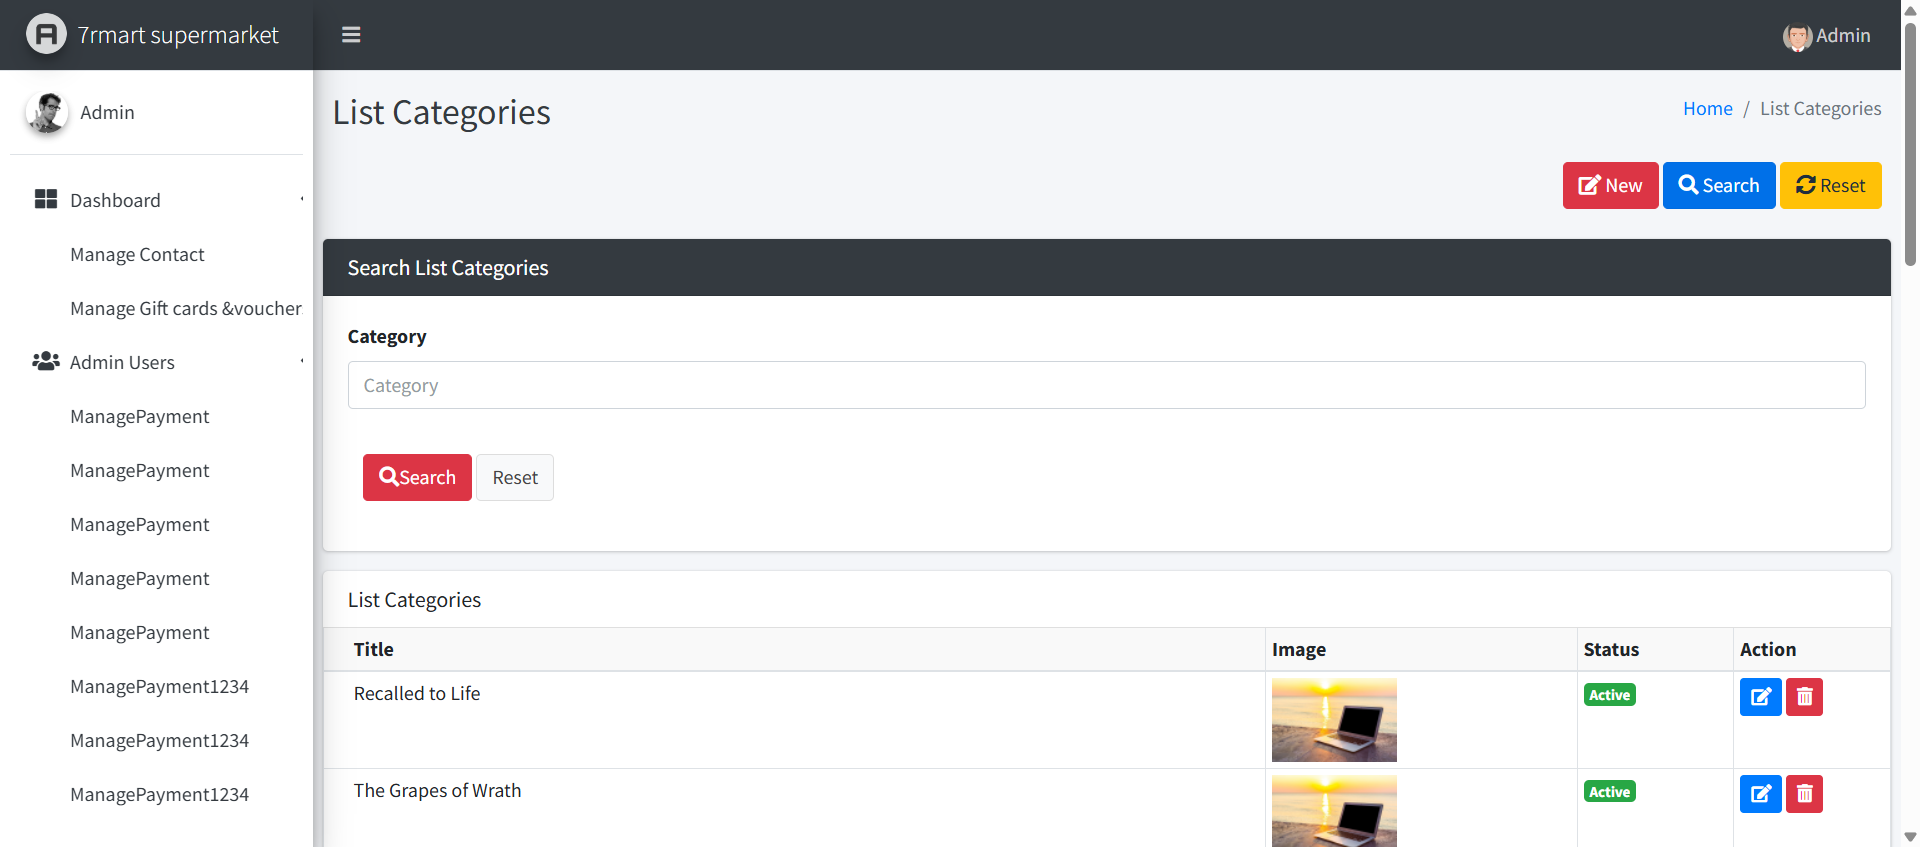 7rmart supermarket
Admin
Admin
Dashboard
Manage Contact
Manage Gift cards &voucher
Admin Users
ManagePayment
ManagePayment
ManagePayment
ManagePayment
ManagePayment
ManagePayment1234
ManagePayment1234
ManagePayment1234
List Categories
Home / List Categories
New Search Reset
Search List Categories
Category
Category
Search Reset
List Categories
Title Image Status Action
Recalled to Life Active
The Grapes of Wrath Active